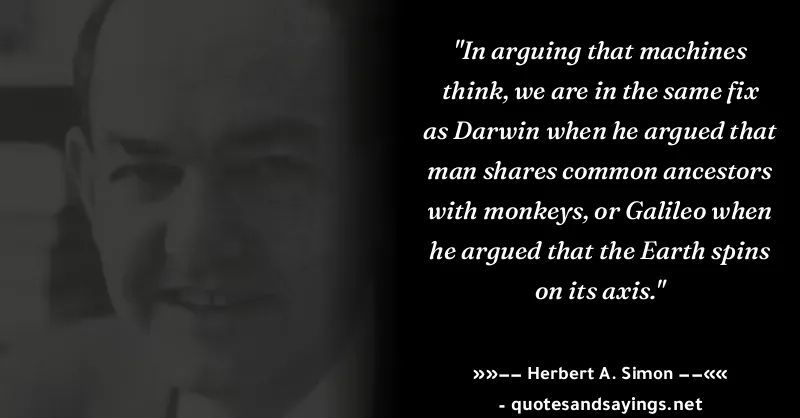 "In arguing that machines
think, we are in the same fix
as Darwin when he argued that
man shares common ancestors
with monkeys, or Galileo when
he argued that the Earth spins
on its axis."
»»–– Herbert A. Simon ––««
- quotesandsayings.net